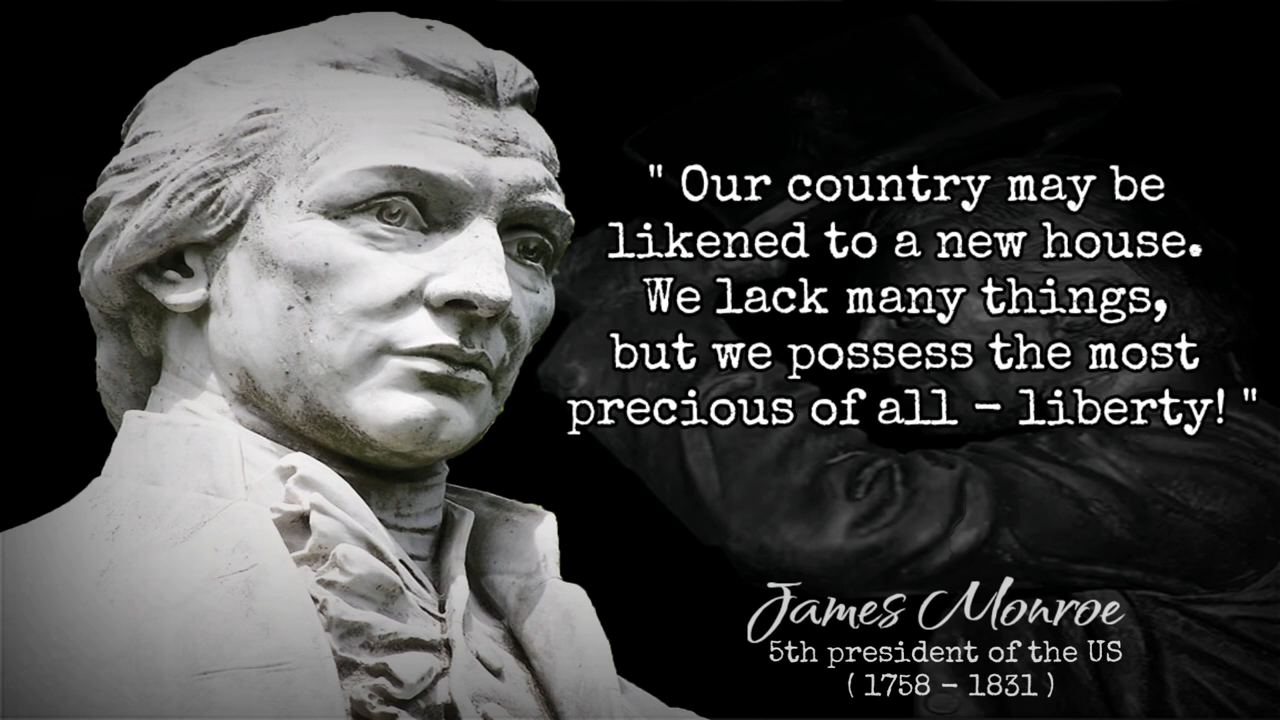 " Our country may be
likened to a new house.
We lack many things,
but we possess the most
precious of all - liberty! "
James Monroe
5th president of the US
( 1758 - 1831 )